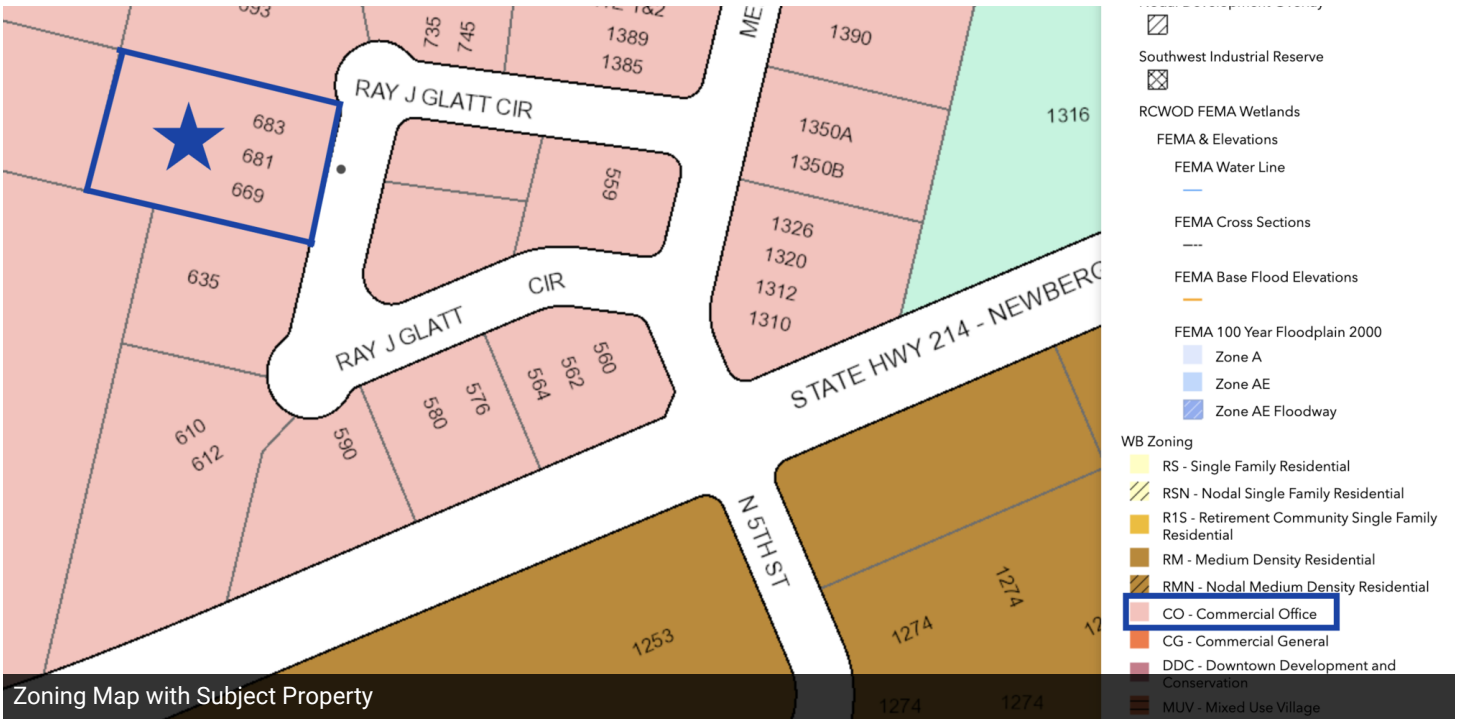 693
735
745
1&2
1389
1385
ME
1390
RAY J GLATT CIR
683
681
669
1350A
1350B
1316
559
1326
1320
1312
1310
635
CIR
RAY J GLATT
STATE HWY 214 - NEWBERG
560
562
564
576
580
590
610
612
N 5TH ST
1253
1274
1274
12
1274
1274
Zoning Map with Subject Property
Nodal Development Overlay
Southwest Industrial Reserve
RCWOD FEMA Wetlands
FEMA & Elevations
FEMA Water Line
FEMA Cross Sections
FEMA Base Flood Elevations
FEMA 100 Year Floodplain 2000
Zone A
Zone AE
Zone AE Floodway
WB Zoning
RS - Single Family Residential
RSN - Nodal Single Family Residential
R1S - Retirement Community Single Family
Residential
RM - Medium Density Residential
RMN - Nodal Medium Density Residential
CO - Commercial Office
CG - Commercial General
DDC - Downtown Development and
Conservation
MUV - Mixed Use Village